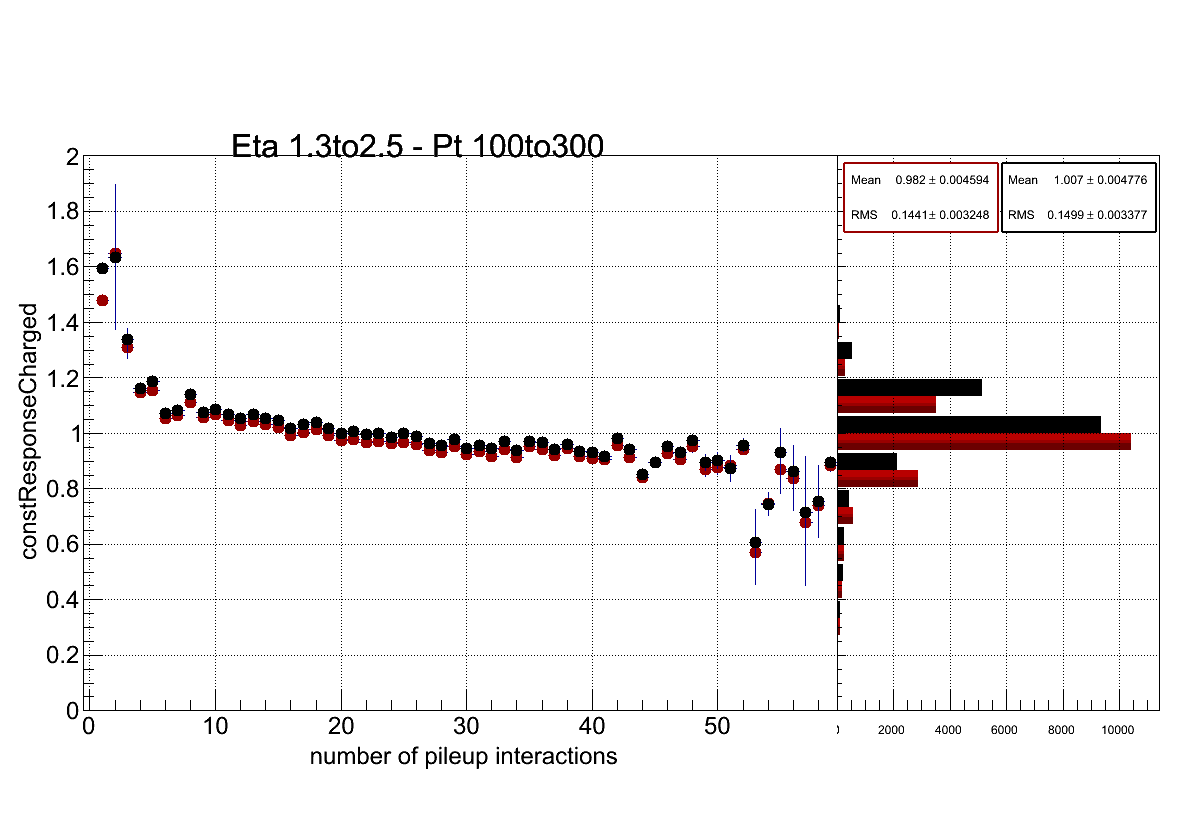 Eta 1.3to2.5 - Pt 100to300
constResponseCharged
2
1.8
1.6
1.4
1.2
1
0.8
0.6
0.4
0.2
0
0 10 20 30 40 50
number of pileup interactions
Mean 0.982 ± 0.004594
RMS 0.1441± 0.003248
Mean 1.007 ± 0.004776
RMS 0.1499 ± 0.003377
2000 4000 6000 8000 10000